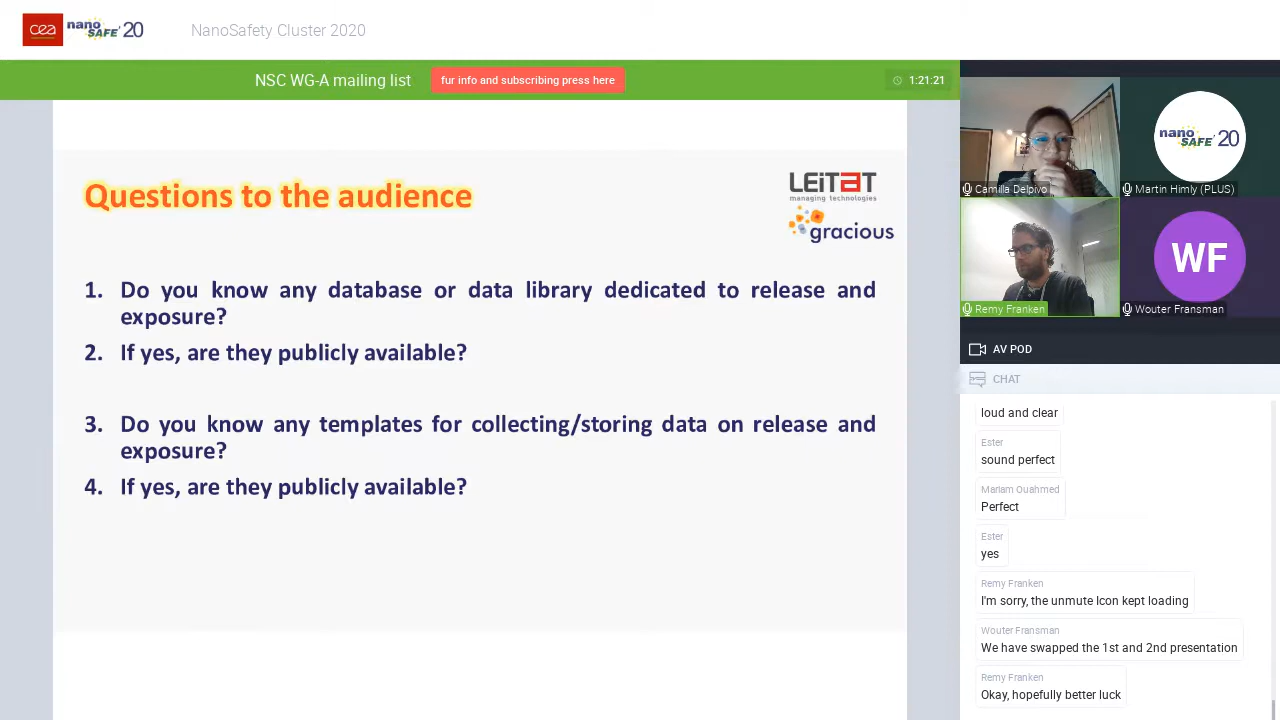 cea nano SAFE' 20
NanoSafety Cluster 2020
NSC WG-A mailing list
fur info and subscribing press here
1:21:21
Questions to the audience
LEITAT
managing technologies
gracious
1. Do you know any database or data library dedicated to release and
exposure?
2. If yes, are they publicly available?
3. Do you know any templates for collecting/storing data on release and
exposure?
4. If yes, are they publicly available?
Camilla Delpivo
nano
SAFE' 20
Martin Himly (PLUS)
Remy Franken
WF
Wouter Fransman
AV POD
CHAT
loud and clear
Ester
sound perfect
Mariam Ouahmed
Perfect
Ester
yes
Remy Franken
I'm sorry, the unmute Icon kept loading
Wouter Fransman
We have swapped the 1st and 2nd presentation
Remy Franken
Okay, hopefully better luck